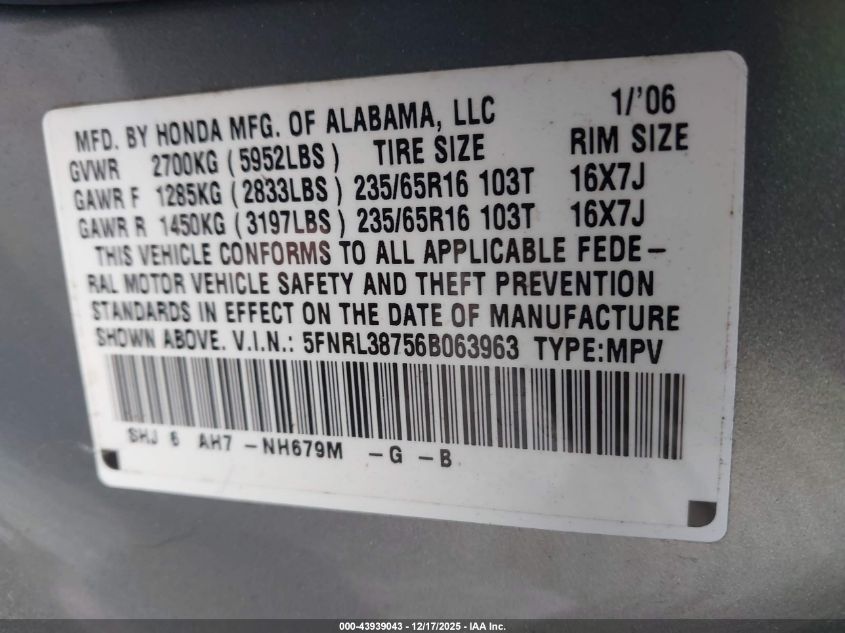 MFD. BY HONDA MFG. OF ALABAMA, LLC 1/'06
GVWR 2700KG (5952LBS) TIRE SIZE RIM SIZE
GAWR F 1285KG (2833LBS) 235/65R16 103T 16X7J
GAWR R 1450KG (3197LBS) 235/65R16 103T 16X7J
THIS VEHICLE CONFORMS TO ALL APPLICABLE FEDE-
RAL MOTOR VEHICLE SAFETY AND THEFT PREVENTION
STANDARDS IN EFFECT ON THE DATE OF MANUFACTURE
SHOWN ABOVE. V.I.N.: 5FNRL38756B063963 TYPE:MPV
SHJ 6 AH7 -NH679M -G -B
000-43939043 - 12/17/2025 - IAA Inc.